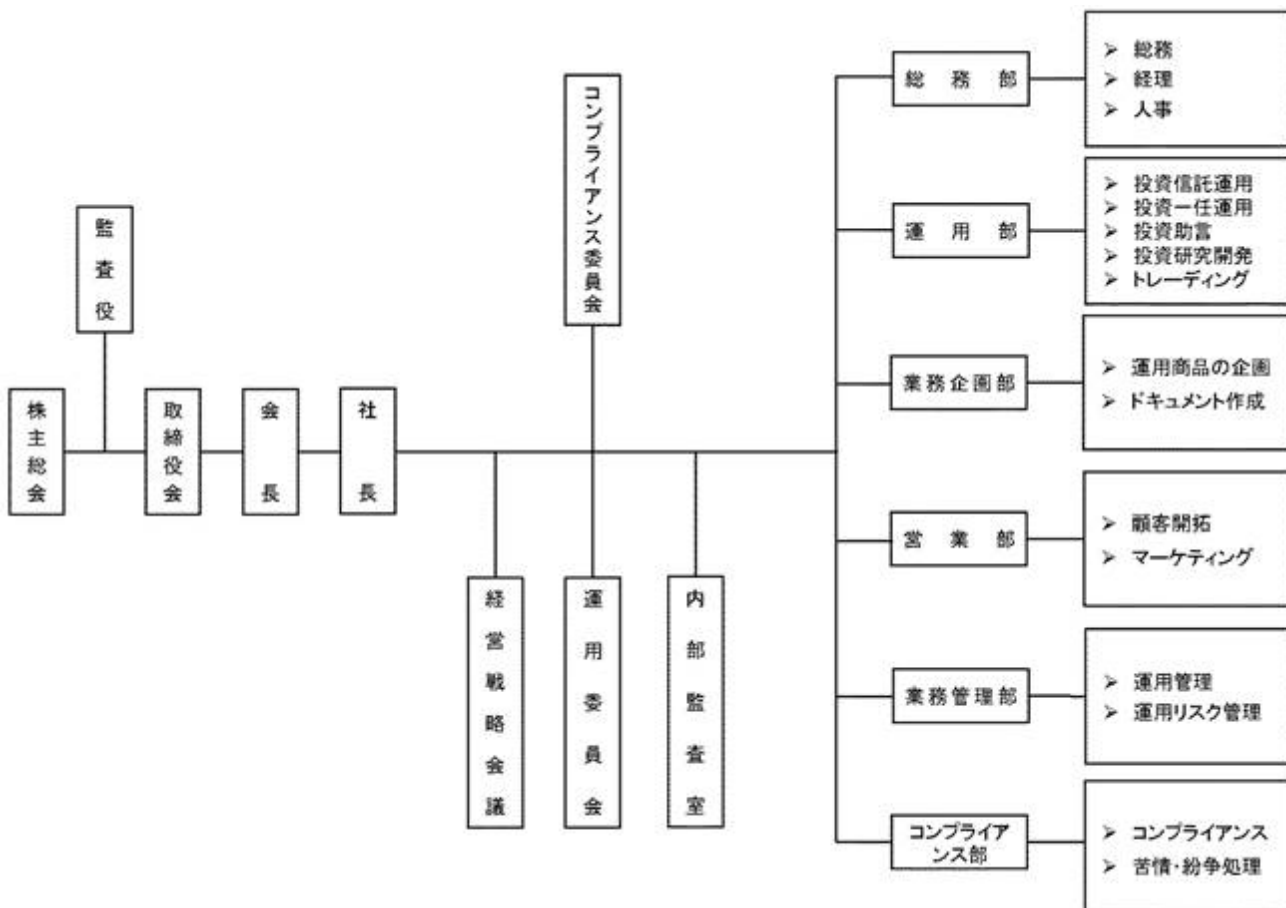 株主総会
監査役
取締役会
会長
社長
コンプライアンス委員会
経営戦略会議
運用委員会
内部監査室
総務部
➢ 総務
➢ 経理
➢ 人事
運用部
➢ 投資信託運用
➢ 投資一任運用
➢ 投資助言
➢ 投資研究開発
➢ トレーディング
業務企画部
➢ 運用商品の企画
➢ ドキュメント作成
営業部
➢ 顧客開拓
➢ マーケティング
業務管理部
➢ 運用管理
➢ 運用リスク管理
コンプライア
ンス部
➢ コンプライアンス
➢ 苦情・紛争処理